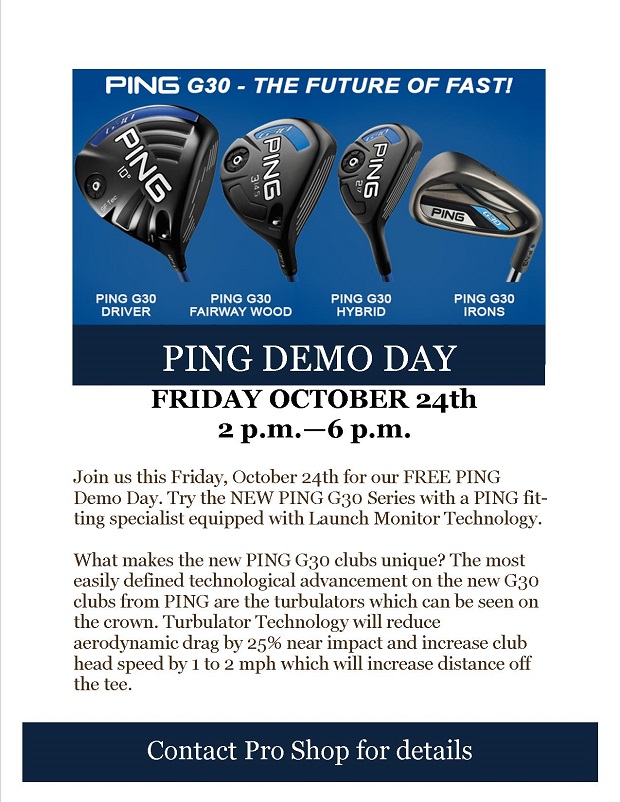 PING G30 - THE FUTURE OF FAST!
G30
PING
10°
PING
3 14.5
PING
PING
G30
PING G30
DRIVER
PING G30
FAIRWAY WOOD
PING G30
HYBRID
PING G30
IRONS
PING DEMO DAY
FRIDAY OCTOBER 24th
2 p.m.—6 p.m.
Join us this Friday, October 24th for our FREE PING
Demo Day. Try the NEW PING G30 Series with a PING fit-
ting specialist equipped with Launch Monitor Technology.
What makes the new PING G30 clubs unique? The most
easily defined technological advancement on the new G30
clubs from PING are the turbulators which can be seen on
the crown. Turbulator Technology will reduce
aerodynamic drag by 25% near impact and increase club
head speed by 1 to 2 mph which will increase distance off
the tee.
Contact Pro Shop for details